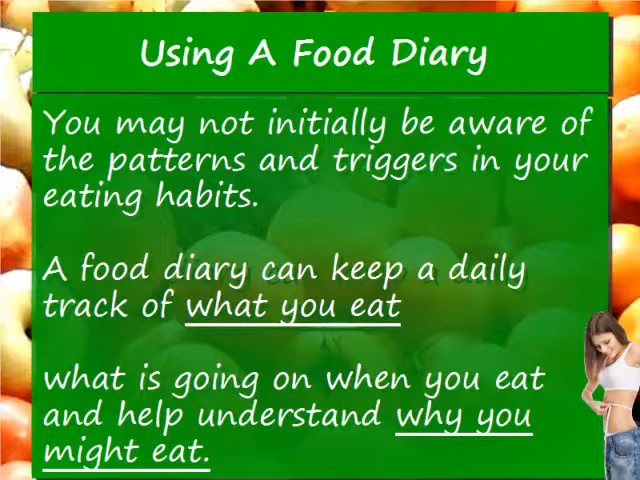 Using A Food Diary
You may not initially be aware of
the patterns and triggers in your
eating habits.
A food diary can keep a daily
track of what you eat
what is going on when you eat
and help understand why you
might eat.